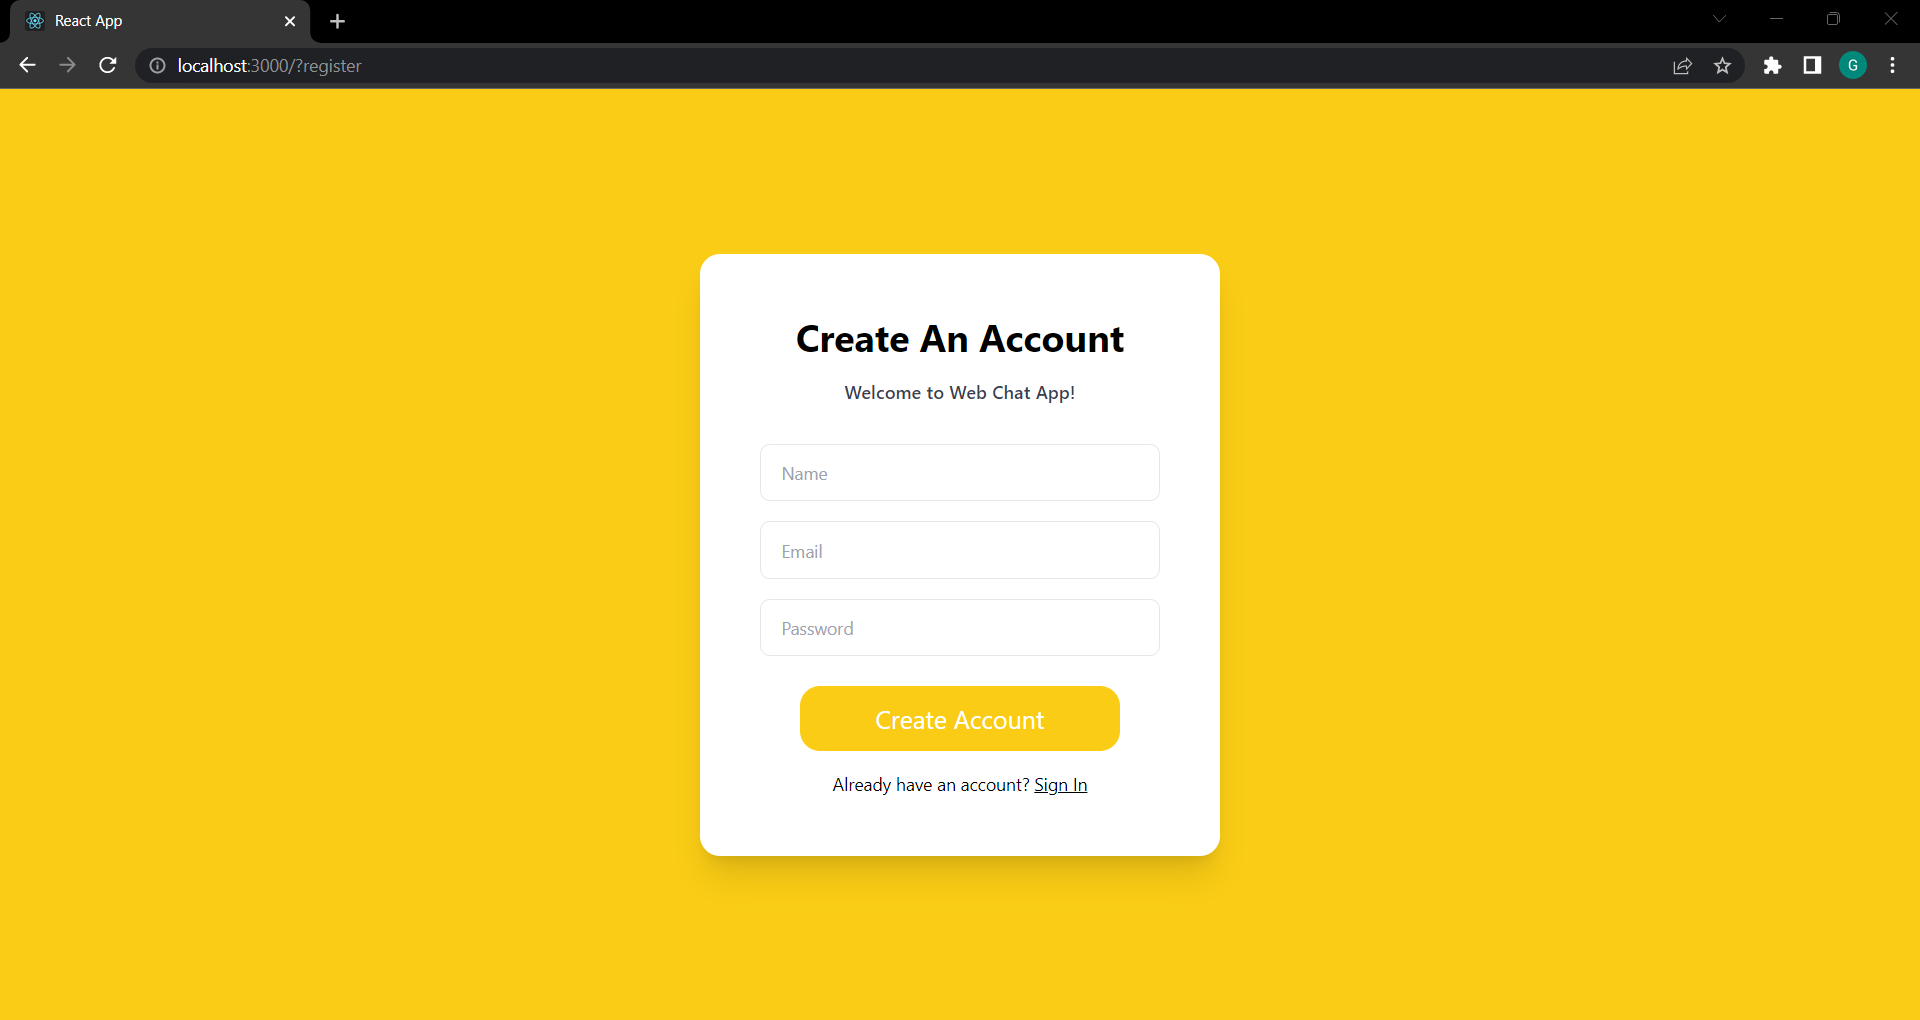 React App
localhost:3000/?register
G
Create An Account
Welcome to Web Chat App!
Name
Email
Password
Create Account
Already have an account? Sign In